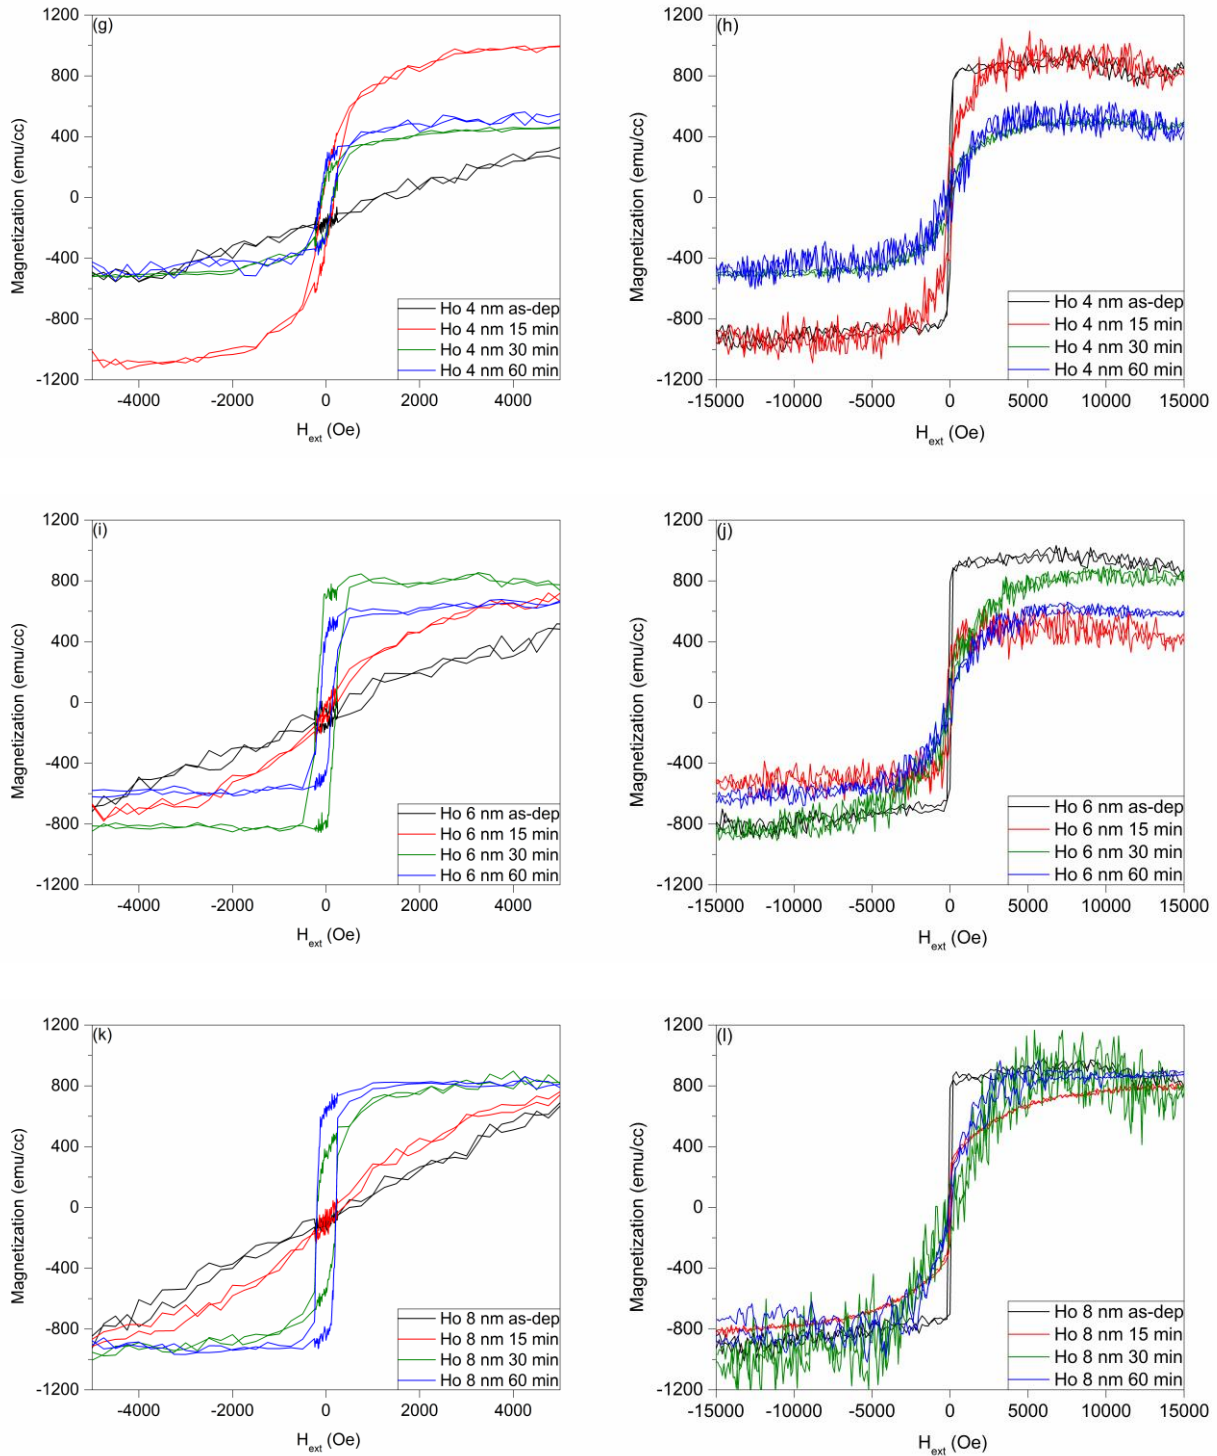 (g)
1200
800
400
0
-400
-800
-1200
Magnetization (emu/cc)
-4000 -2000 0 2000 4000
H_ext (Oe)
Ho 4 nm as-dep
Ho 4 nm 15 min
Ho 4 nm 30 min
Ho 4 nm 60 min
(h)
1200
800
400
0
-400
-800
-1200
Magnetization (emu/cc)
-15000 -10000 -5000 0 5000 10000 15000
H_ext (Oe)
Ho 4 nm as-dep
Ho 4 nm 15 min
Ho 4 nm 30 min
Ho 4 nm 60 min
(i)
1200
800
400
0
-400
-800
-1200
Magnetization (emu/cc)
-4000 -2000 0 2000 4000
H_ext (Oe)
Ho 6 nm as-dep
Ho 6 nm 15 min
Ho 6 nm 30 min
Ho 6 nm 60 min
(j)
1200
800
400
0
-400
-800
-1200
Magnetization (emu/cc)
-15000 -10000 -5000 0 5000 10000 15000
H_ext (Oe)
Ho 6 nm as-dep
Ho 6 nm 15 min
Ho 6 nm 30 min
Ho 6 nm 60 min
(k)
1200
800
400
0
-400
-800
-1200
Magnetization (emu/cc)
-4000 -2000 0 2000 4000
H_ext (Oe)
Ho 8 nm as-dep
Ho 8 nm 15 min
Ho 8 nm 30 min
Ho 8 nm 60 min
(l)
1200
800
400
0
-400
-800
-1200
Magnetization (emu/cc)
-15000 -10000 -5000 0 5000 10000 15000
H_ext (Oe)
Ho 8 nm as-dep
Ho 8 nm 15 min
Ho 8 nm 30 min
Ho 8 nm 60 min